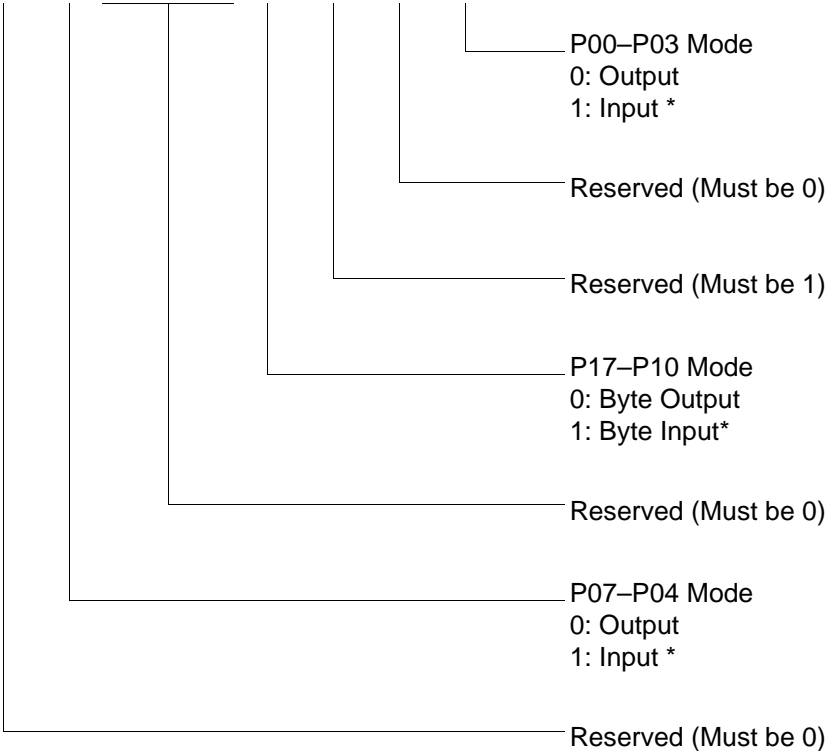 P00–P03 Mode
0: Output
1: Input *
Reserved (Must be 0)
Reserved (Must be 1)
P17–P10 Mode
0: Byte Output
1: Byte Input*
Reserved (Must be 0)
P07–P04 Mode
0: Output
1: Input *
Reserved (Must be 0)